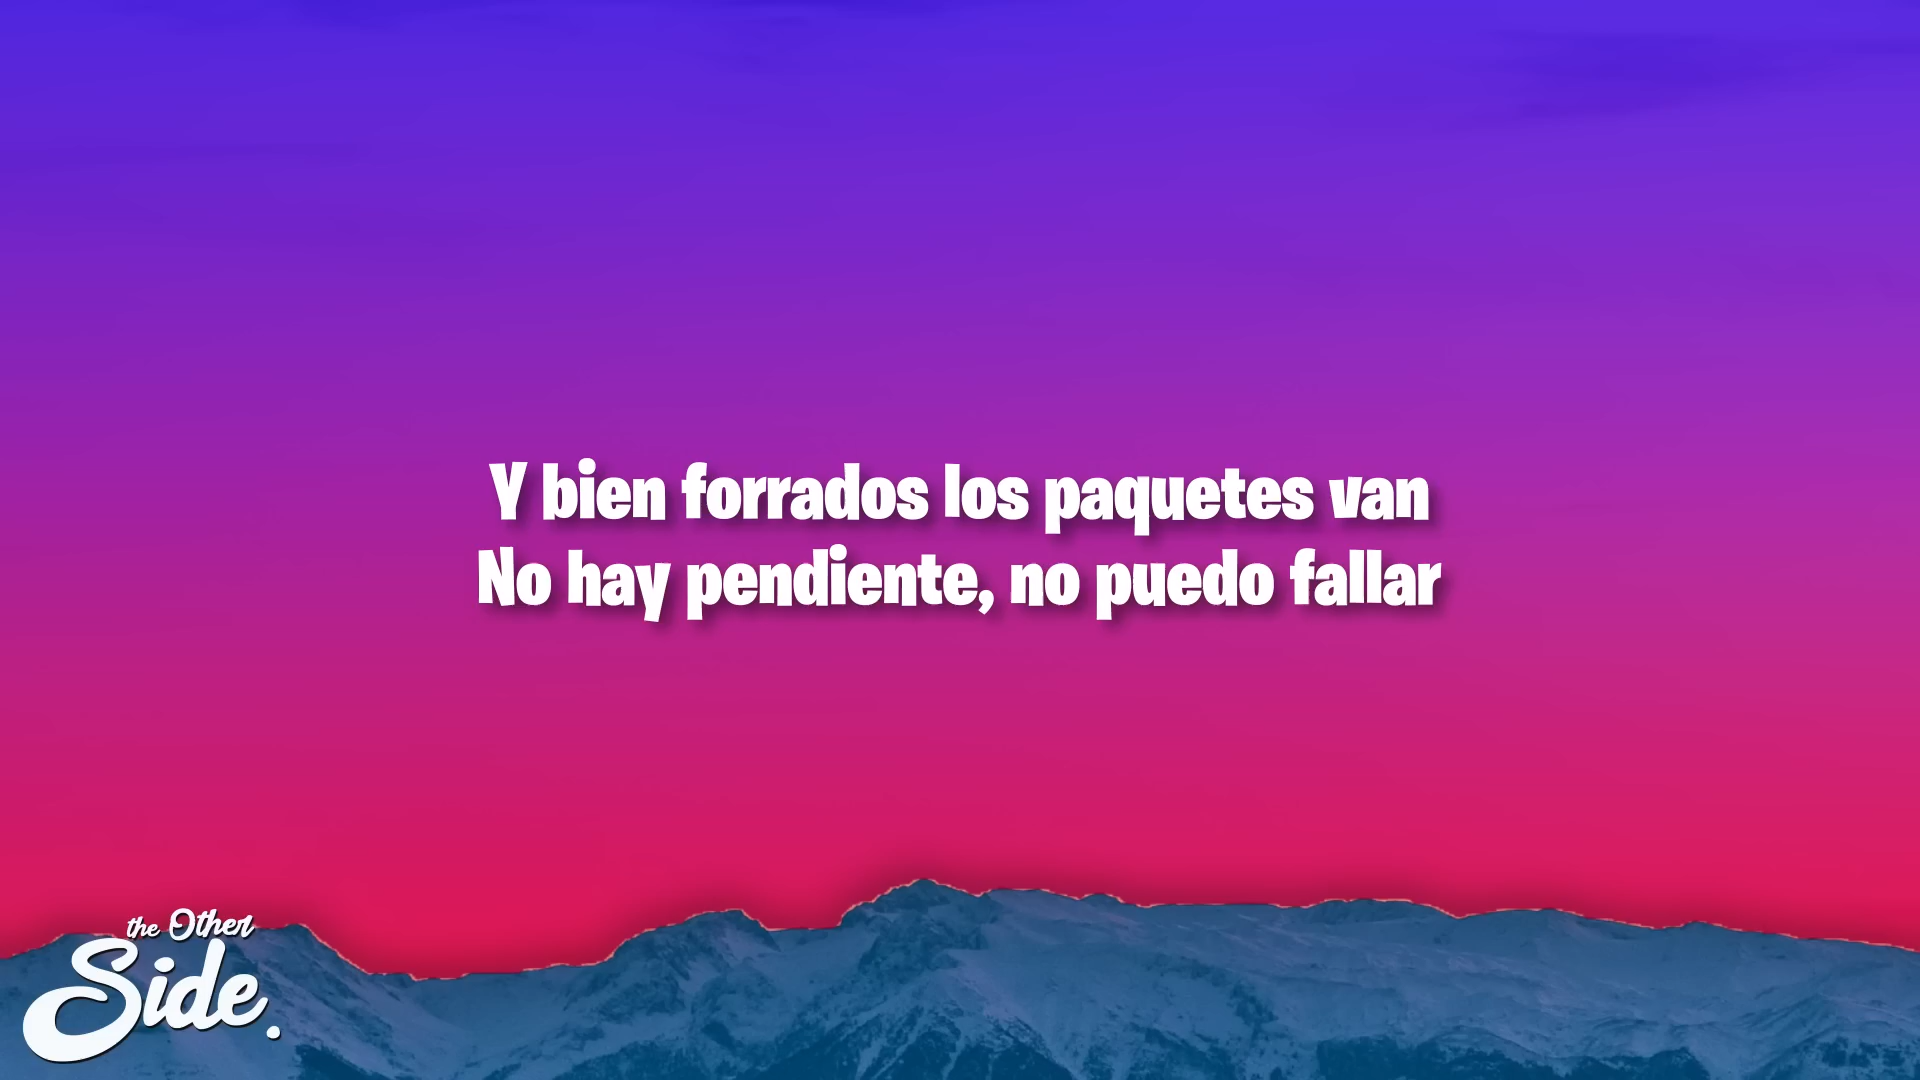 Y bien forrados los paquetes van
No hay pendiente, no puedo fallar
the Other
Side.